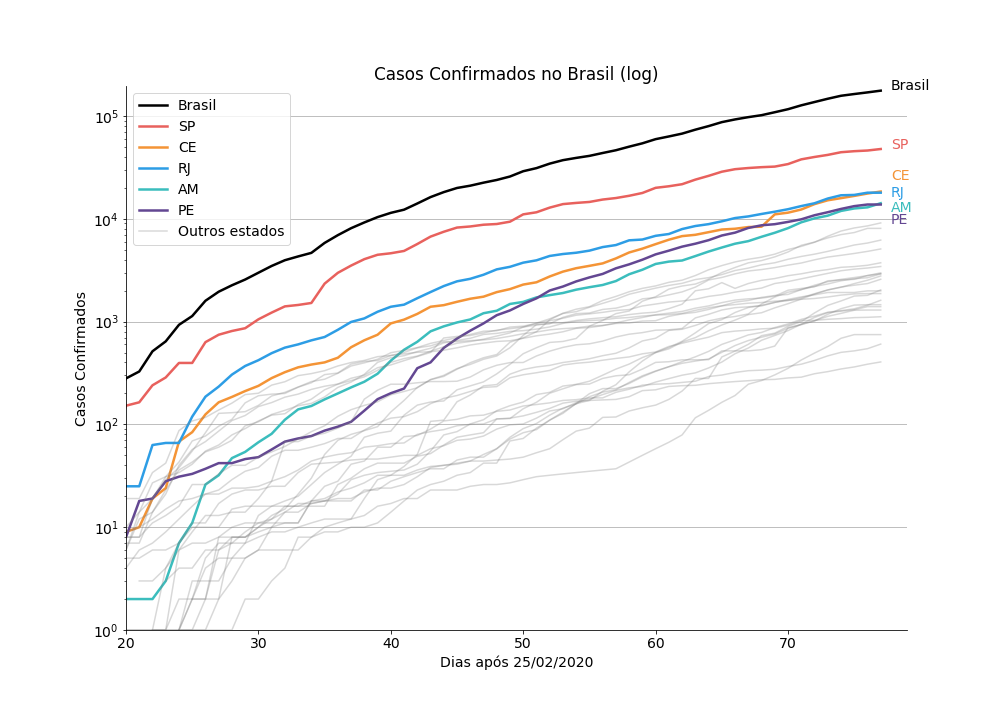 Casos Confirmados no Brasil (log)
Brasil
SP
CE
RJ
AM
PE
Outros estados
Brasil
SP
CE
RJ
AM
PE
10^5
10^4
10^3
10^2
10^1
10^0
Casos Confirmados
20 30 40 50 60 70
Dias após 25/02/2020